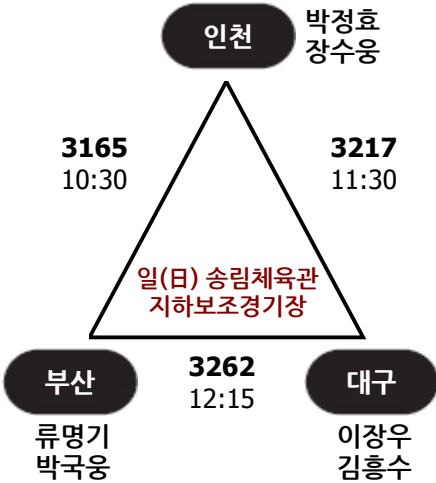 인천
박정효
장수웅
3165
10:30
3217
11:30
일(日) 송림체육관
지하보조경기장
부산
3262
12:15
대구
류명기
박국웅
이장우
김흥수